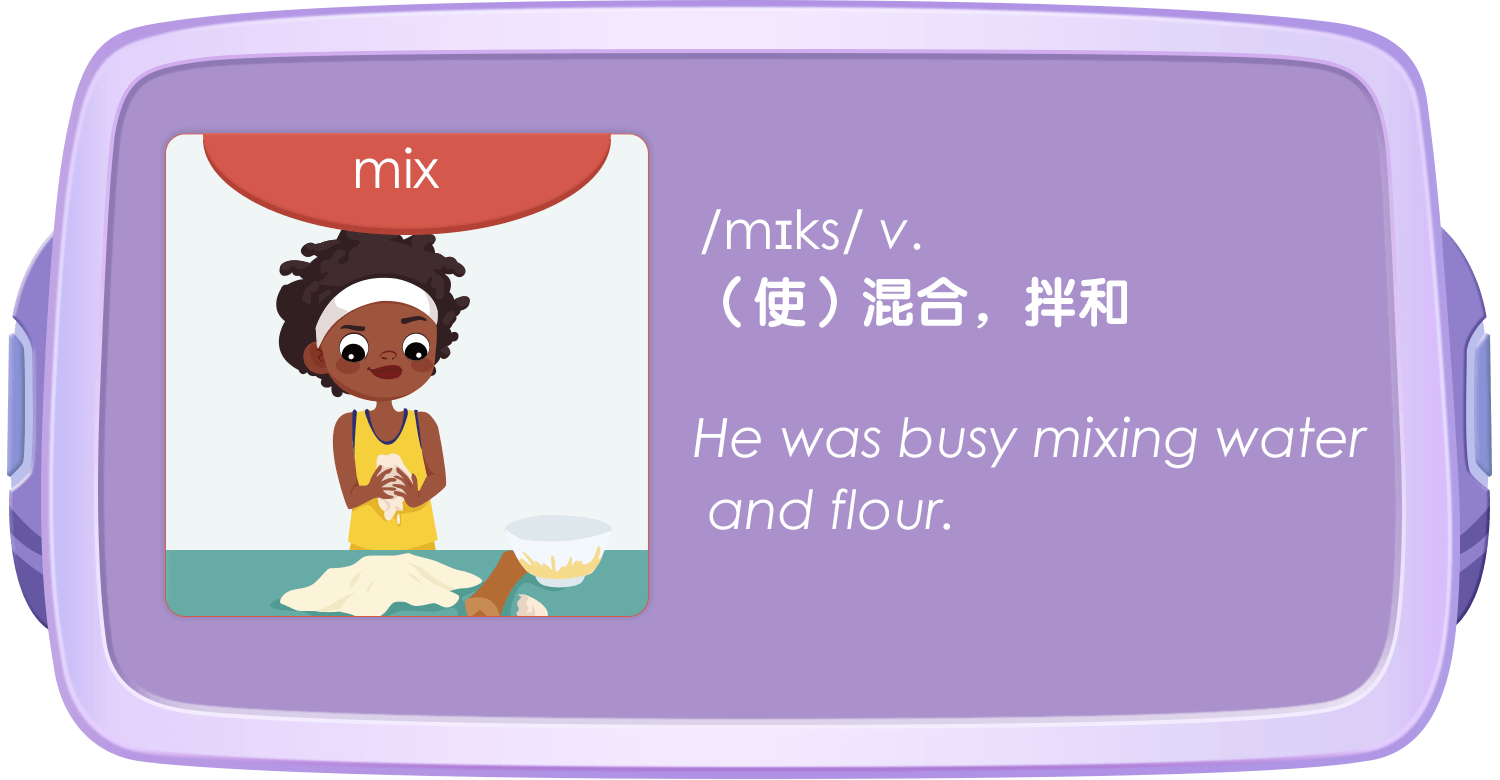 mix
/mɪks/ v.
（使）混合，拌和
He was busy mixing water
and flour.